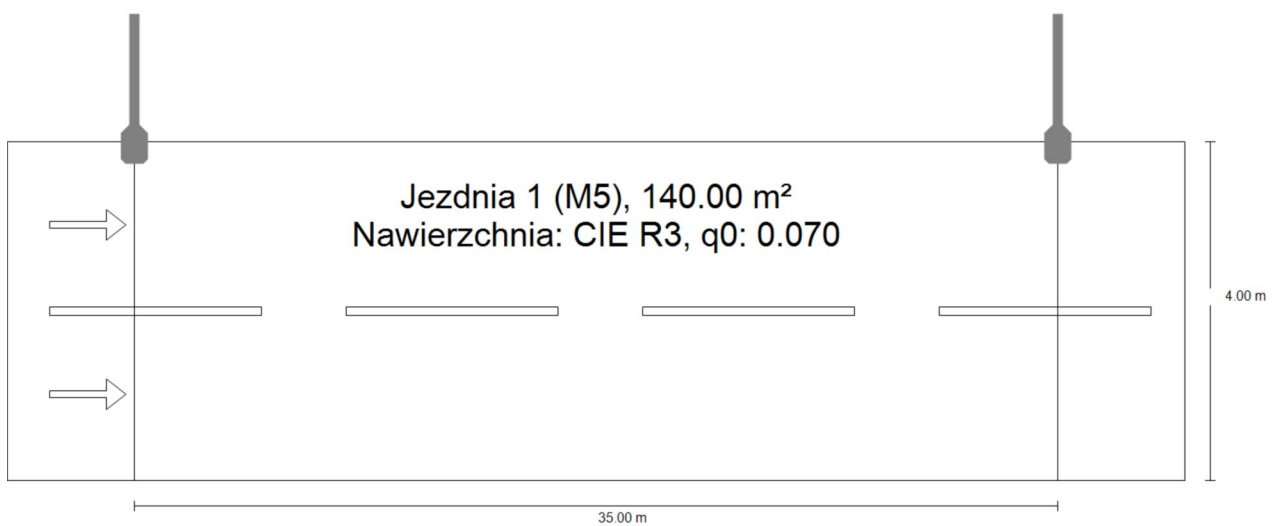 Jezdnia 1 (M5), 140.00 m²
Nawierzchnia: CIE R3, q0: 0.070
4.00 m
35.00 m